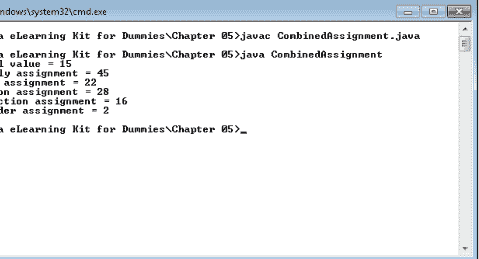 ndows\system32\cmd.exe
a eLearning Kit for Dummies\Chapter 05>javac CombinedAssignment.java
a eLearning Kit for Dummies\Chapter 05>java CombinedAssignment
l value = 15
ly assignment = 45
assignment = 22
on assignment = 28
ction assignment = 16
der assignment = 2
a eLearning Kit for Dummies\Chapter 05>_